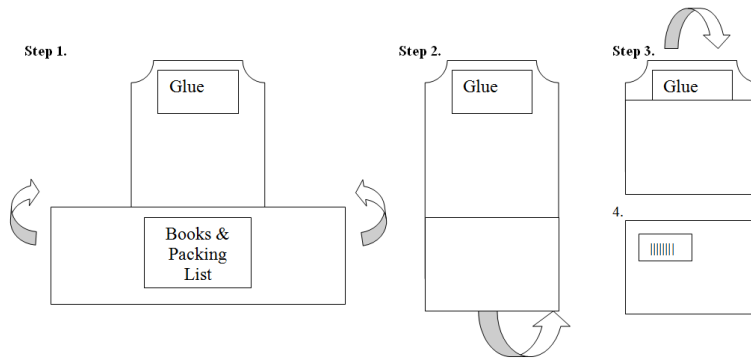 Step 1.
Glue
Books &
Packing
List
Step 2.
Glue
Step 3.
Glue
4.